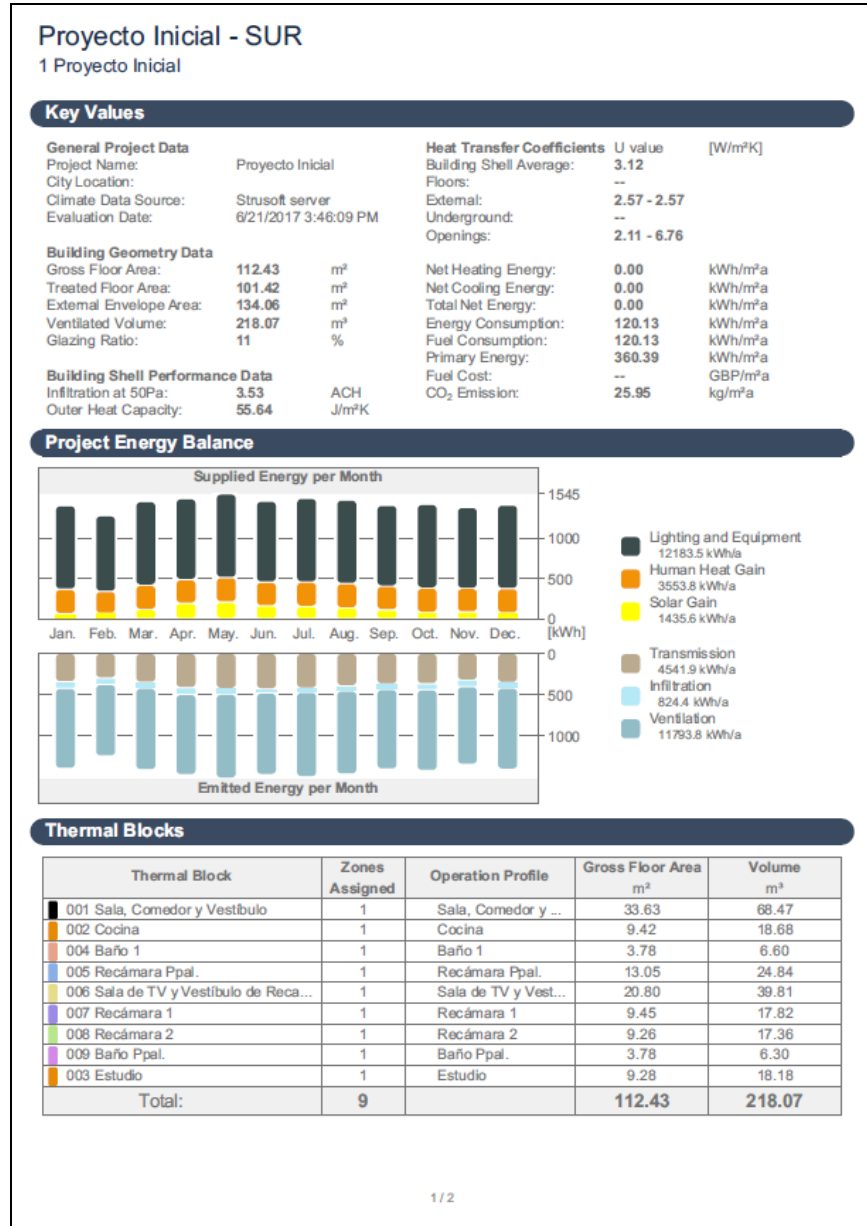 Proyecto Inicial - SUR
1 Proyecto Inicial
Key Values
General Project Data
Project Name: Proyecto Inicial
City Location:
Climate Data Source: Strusoft server
Evaluation Date: 6/21/2017 3:46:09 PM
Building Geometry Data
Gross Floor Area: 112.43 m²
Treated Floor Area: 101.42 m²
External Envelope Area: 134.06 m²
Ventilated Volume: 218.07 m³
Glazing Ratio: 11 %
Building Shell Performance Data
Infiltration at 50Pa: 3.53 ACH
Outer Heat Capacity: 55.64 J/m²K
Heat Transfer Coefficients U value [W/m²K]
Building Shell Average: 3.12
Floors: --
External: 2.57 - 2.57
Underground: --
Openings: 2.11 - 6.76
Net Heating Energy: 0.00 kWh/m²a
Net Cooling Energy: 0.00 kWh/m²a
Total Net Energy: 0.00 kWh/m²a
Energy Consumption: 120.13 kWh/m²a
Fuel Consumption: 120.13 kWh/m²a
Primary Energy: 360.39 kWh/m²a
Fuel Cost: -- GBP/m²a
CO₂ Emission: 25.95 kg/m²a
Project Energy Balance
Supplied Energy per Month
1545
1000
500
0
Jan. Feb. Mar. Apr. May. Jun. Jul. Aug. Sep. Oct. Nov. Dec. [kWh]
0
500
1000
Emitted Energy per Month
Lighting and Equipment
12183.5 kWh/a
Human Heat Gain
3553.8 kWh/a
Solar Gain
1435.6 kWh/a
Transmission
4541.9 kWh/a
Infiltration
824.4 kWh/a
Ventilation
11793.8 kWh/a
Thermal Blocks
Thermal Block Zones Assigned Operation Profile Gross Floor Area m² Volume m³
001 Sala, Comedor y Vestíbulo 1 Sala, Comedor y ... 33.63 68.47
002 Cocina 1 Cocina 9.42 18.68
004 Baño 1 1 Baño 1 3.78 6.60
005 Recámara Ppal. 1 Recámara Ppal. 13.05 24.84
006 Sala de TV y Vestíbulo de Reca... 1 Sala de TV y Vest... 20.80 39.81
007 Recámara 1 1 Recámara 1 9.45 17.82
008 Recámara 2 1 Recámara 2 9.26 17.36
009 Baño Ppal. 1 Baño Ppal. 3.78 6.30
003 Estudio 1 Estudio 9.28 18.18
Total: 9 112.43 218.07
1 / 2